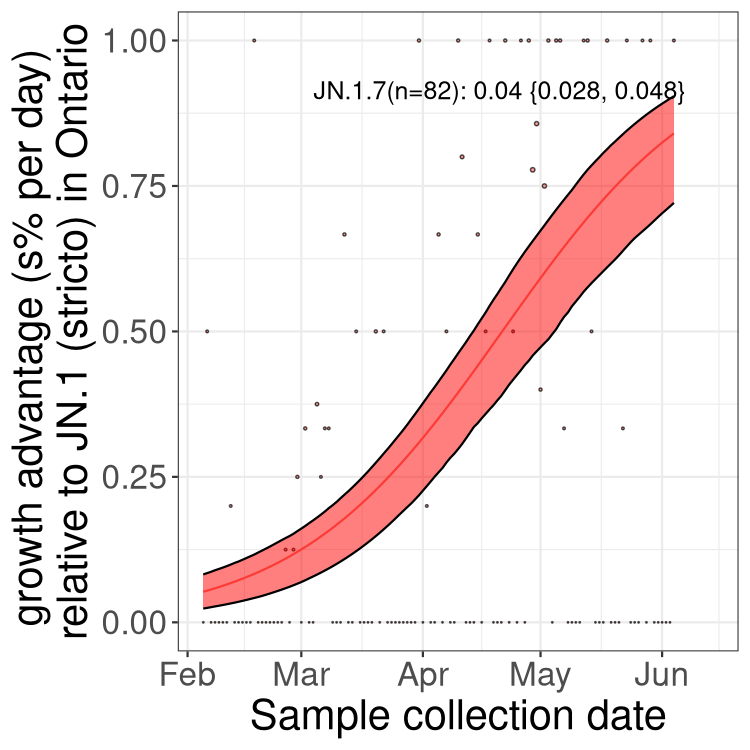 growth advantage (s% per day)
relative to JN.1 (stricto) in Ontario
1.00
0.75
0.50
0.25
0.00
JN.1.7(n=82): 0.04 {0.028, 0.048}
Feb Mar Apr May Jun
Sample collection date